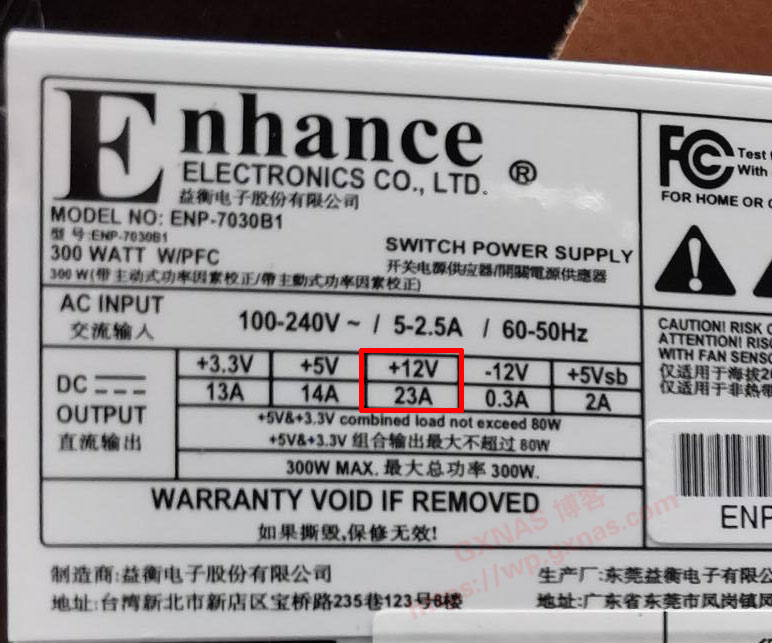 Enhance ®
ELECTRONICS CO., LTD.
益衡电子股份有限公司
MODEL NO: ENP-7030B1
型 号:ENP-7030B1
300 WATT W/PFC
SWITCH POWER SUPPLY
300 W(带主动式功率因素校正/帶主動式功率因素校正)
开关电源供应器/開關電源供應器
FC
Test
With
FOR HOME OR
AC INPUT
交流输入
100-240V ~ / 5-2.5A / 60-50Hz
CAUTION! RISK
ATTENTION! 
WITH FAN
仅适用于海拔
仅适用于非热带
DC
OUTPUT
直流输出
+3.3V +5V +12V -12V +5Vsb
13A 14A 23A 0.3A 2A
+5V&+3.3V combined load not exceed 80W
+5V&+3.3V 组合输出最大不超过 80W
300W MAX. 最大总功率 300W.
WARRANTY VOID IF REMOVED
如果撕毁,保修无效!
ENP
GXNAS 博客
https://wp.gxnas.com
制造商:益衡电子股份有限公司
生产厂:东莞益衡电子有限公
地址:台湾新北市新店区宝桥路235巷123号8楼
地址:广东省东莞市凤岗镇